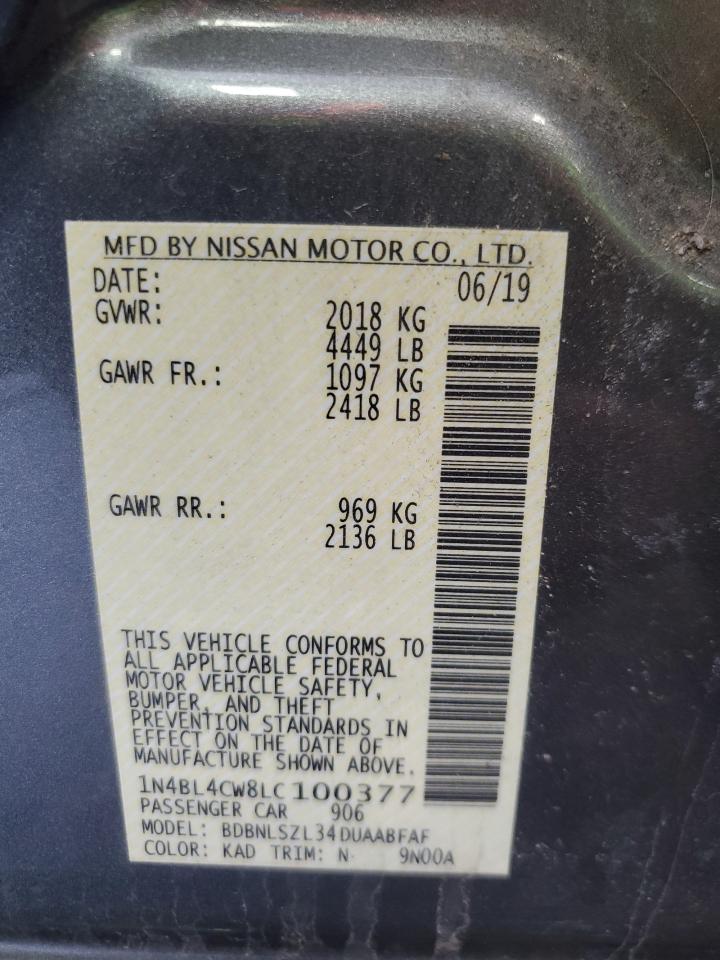 MFD BY NISSAN MOTOR CO., LTD.
DATE: 06/19
GVWR: 2018 KG
4449 LB
GAWR FR.: 1097 KG
2418 LB
GAWR RR.: 969 KG
2136 LB
THIS VEHICLE CONFORMS TO
ALL APPLICABLE FEDERAL
MOTOR VEHICLE SAFETY,
BUMPER, AND THEFT
PREVENTION STANDARDS IN
EFFECT ON THE DATE OF
MANUFACTURE SHOWN ABOVE.
1N4BL4CW8LC100377
PASSENGER CAR 906
MODEL: BDBNLSZL34DUAABFAF
COLOR: KAD TRIM: N 9N00A